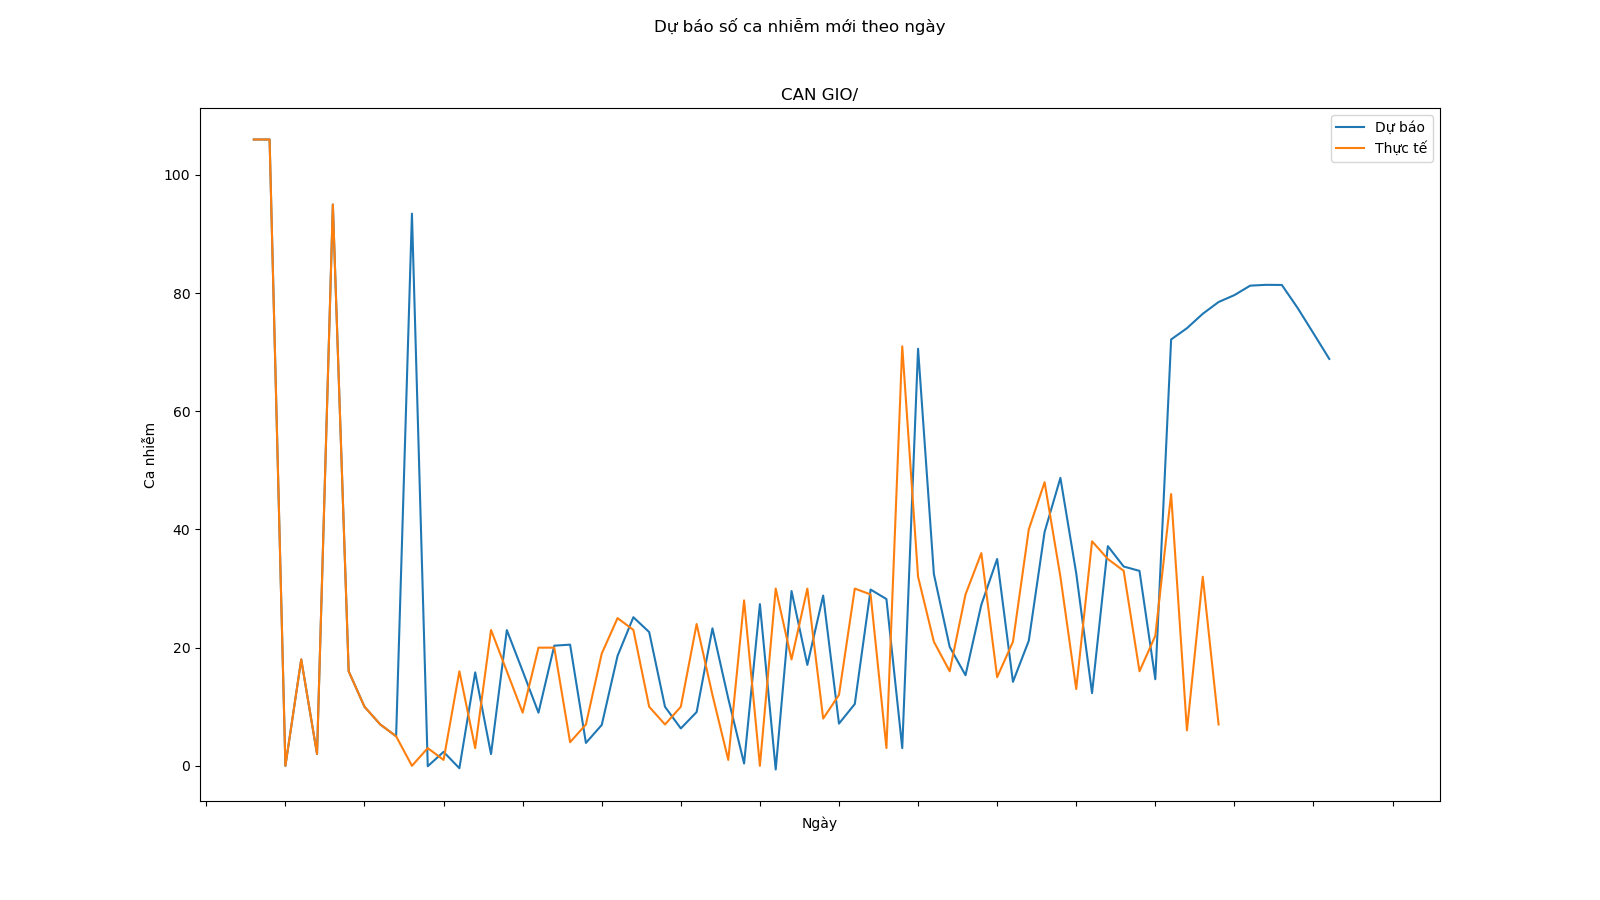 Dự báo số ca nhiễm mới theo ngày
CAN GIO/
Dự báo
Thực tế
100
80
60
40
20
0
Ca nhiễm
Ngày